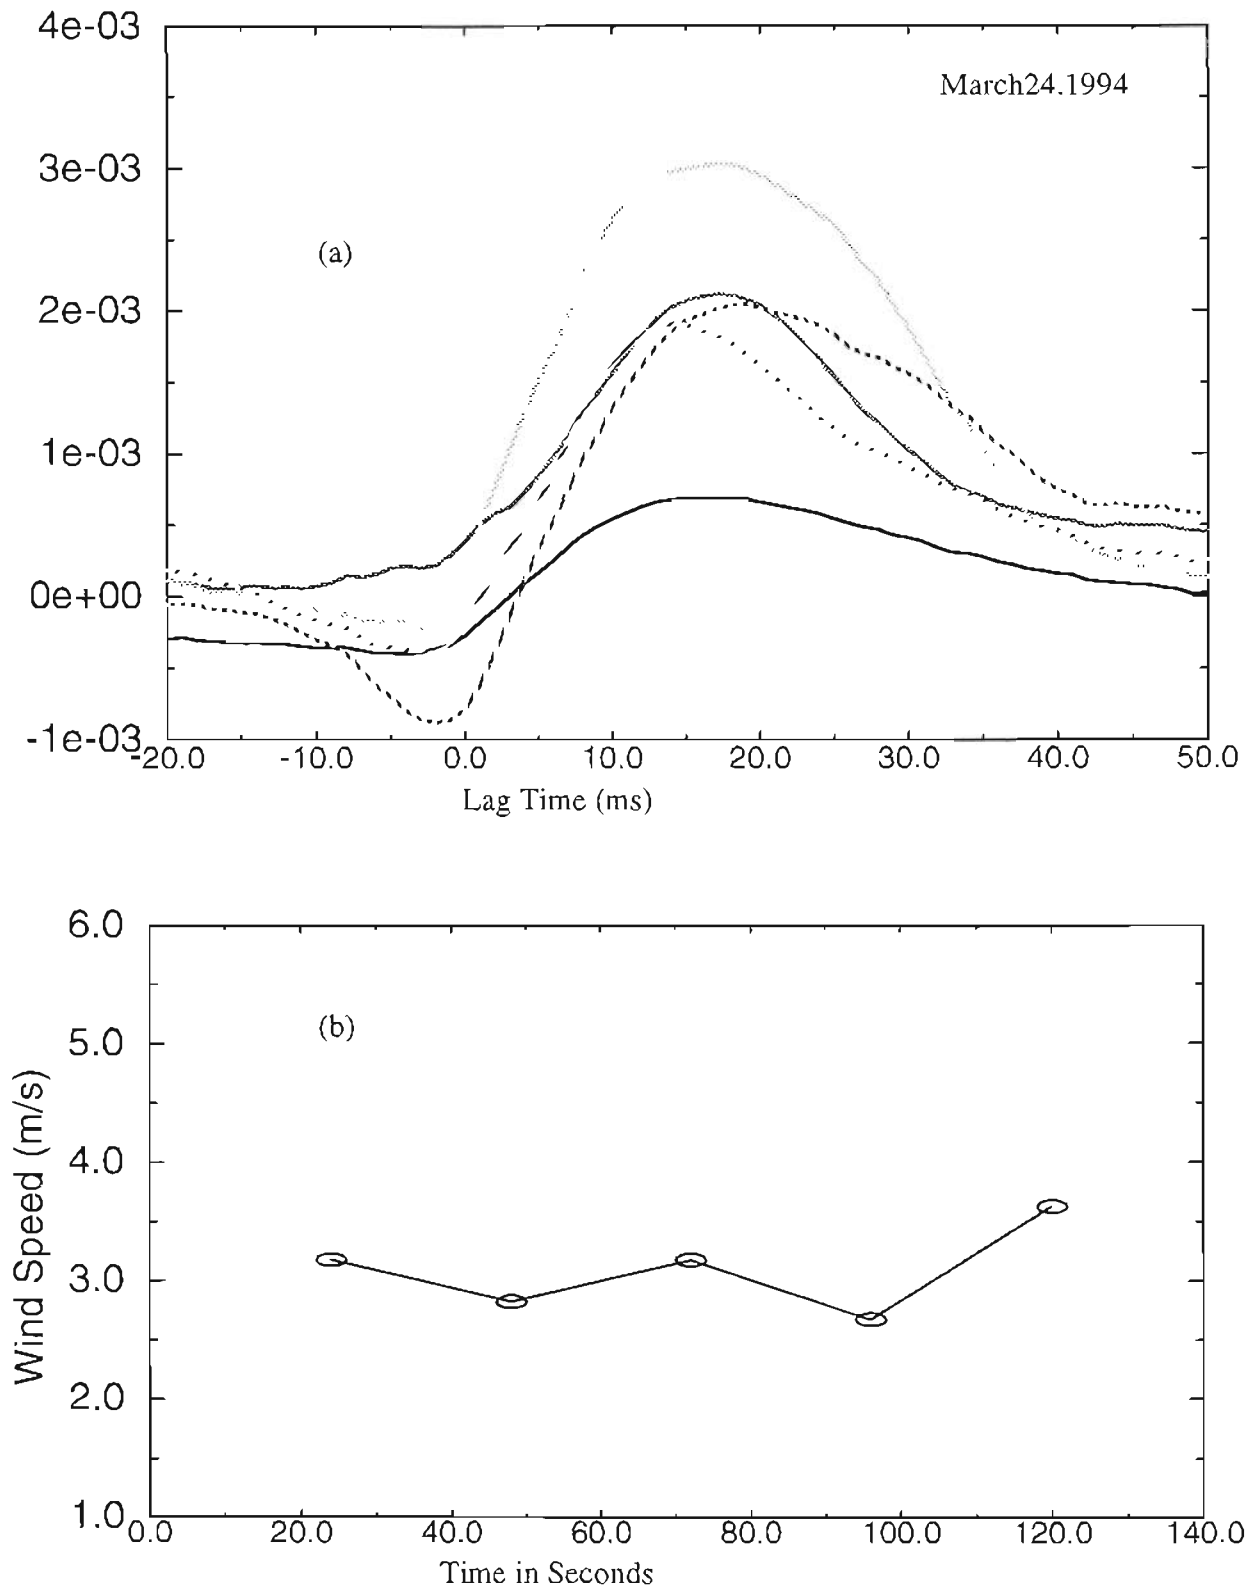 4e-03
March24.1994
3e-03
(a)
2e-03
1e-03
0e+00
-1e-03
-20.0 -10.0 0.0 10.0 20.0 30.0 40.0 50.0
Lag Time (ms)
6.0
(b)
5.0
4.0
Wind Speed (m/s)
3.0
2.0
1.0
0.0 20.0 40.0 60.0 80.0 100.0 120.0 140.0
Time in Seconds